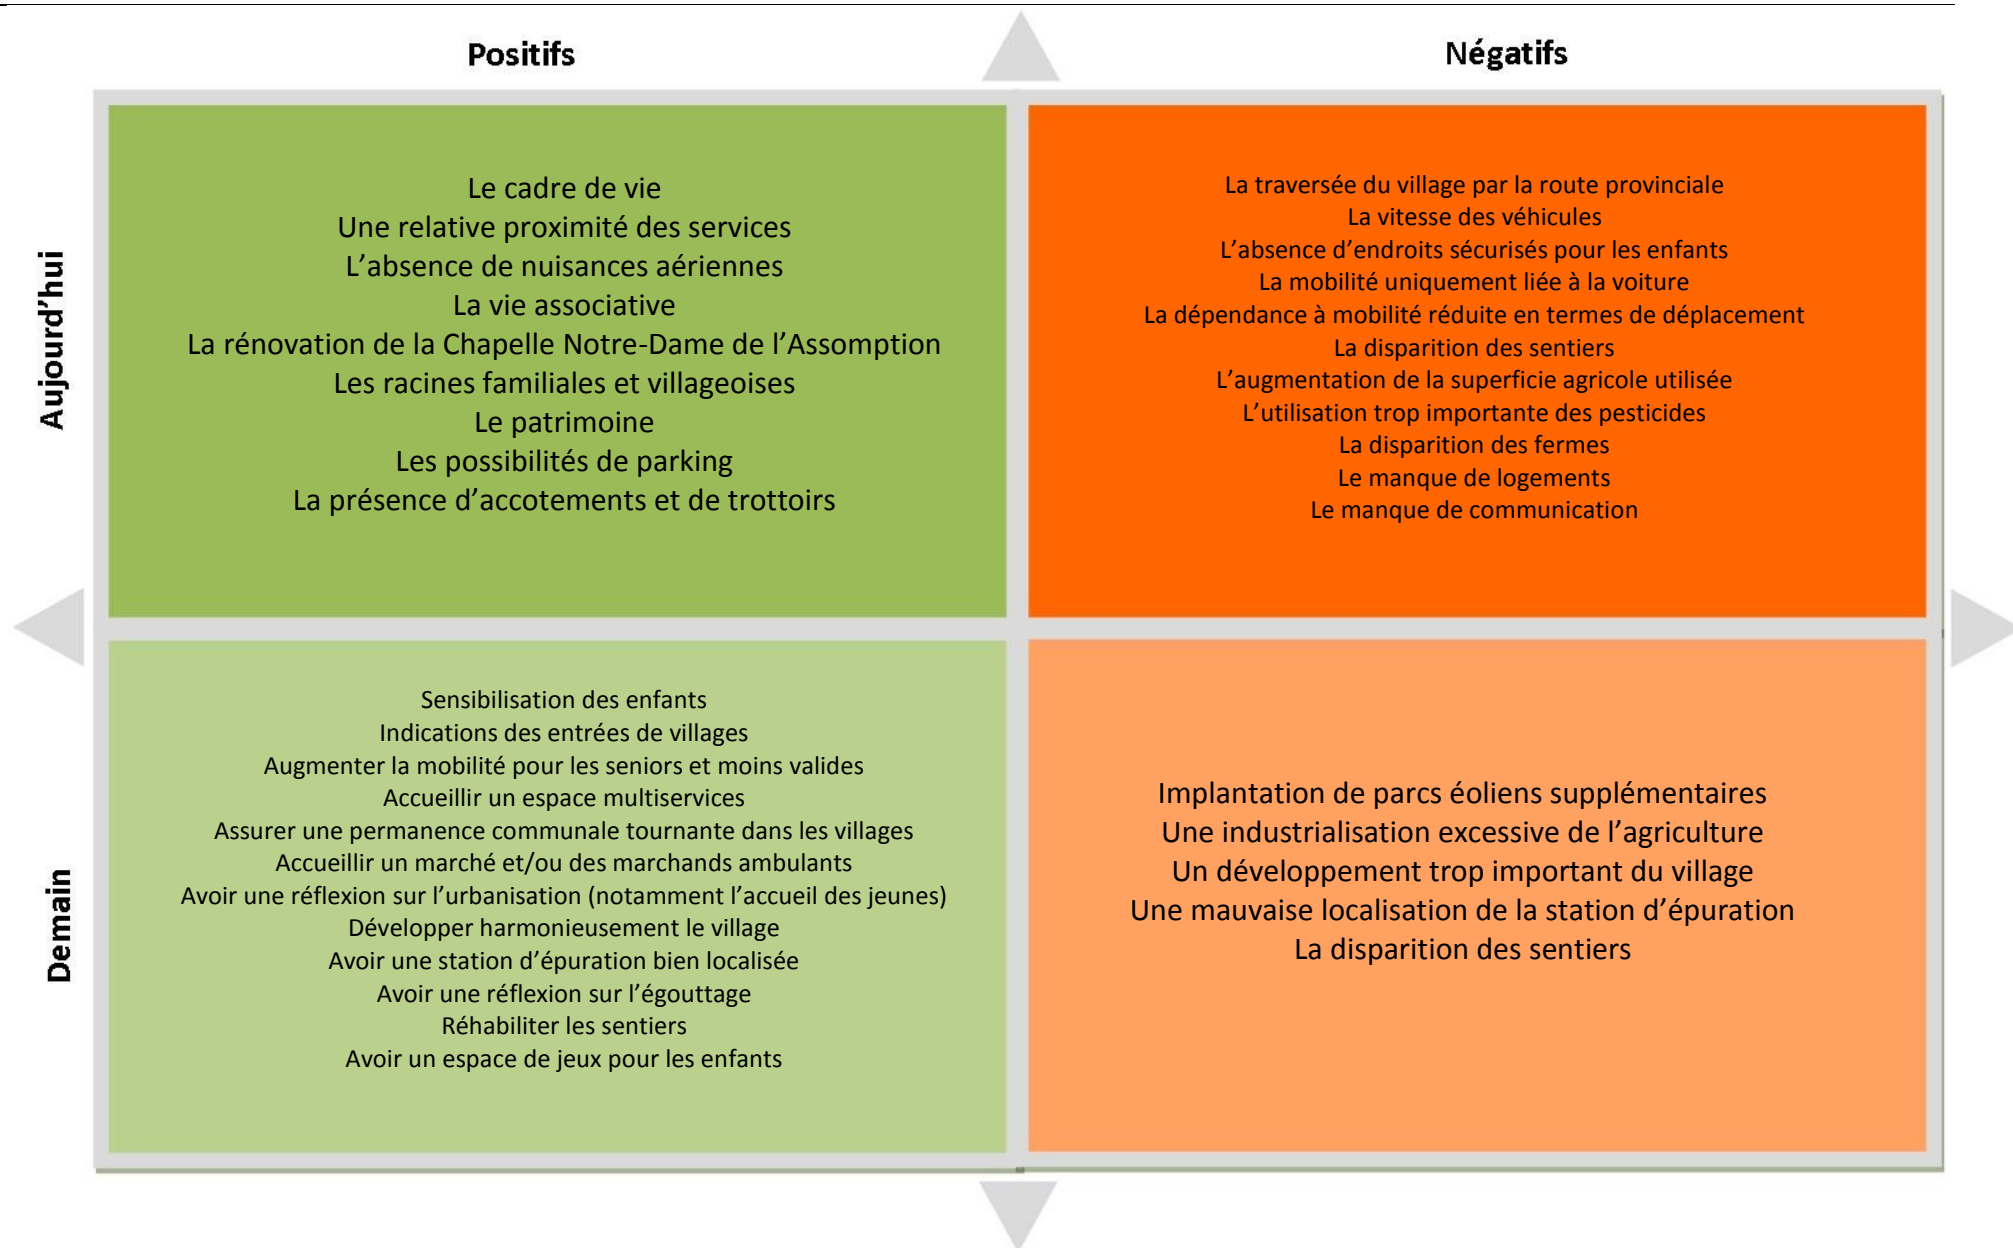 Positifs
Négatifs
Aujourd’hui
Le cadre de vie
Une relative proximité des services
L’absence de nuisances aériennes
La vie associative
La rénovation de la Chapelle Notre-Dame de l’Assomption
Les racines familiales et villageoises
Le patrimoine
Les possibilités de parking
La présence d’accotements et de trottoirs
La traversée du village par la route provinciale
La vitesse des véhicules
L’absence d’endroits sécurisés pour les enfants
La mobilité uniquement liée à la voiture
La dépendance à mobilité réduite en termes de déplacement
La disparition des sentiers
L’augmentation de la superficie agricole utilisée
L’utilisation trop importante des pesticides
La disparition des fermes
Le manque de logements
Le manque de communication
Demain
Sensibilisation des enfants
Indications des entrées de villages
Augmenter la mobilité pour les seniors et moins valides
Accueillir un espace multiservices
Assurer une permanence communale tournante dans les villages
Accueillir un marché et/ou des marchands ambulants
Avoir une réflexion sur l’urbanisation (notamment l’accueil des jeunes)
Développer harmonieusement le village
Avoir une station d’épuration bien localisée
Avoir une réflexion sur l’égouttage
Réhabiliter les sentiers
Avoir un espace de jeux pour les enfants
Implantation de parcs éoliens supplémentaires
Une industrialisation excessive de l’agriculture
Un développement trop important du village
Une mauvaise localisation de la station d’épuration
La disparition des sentiers